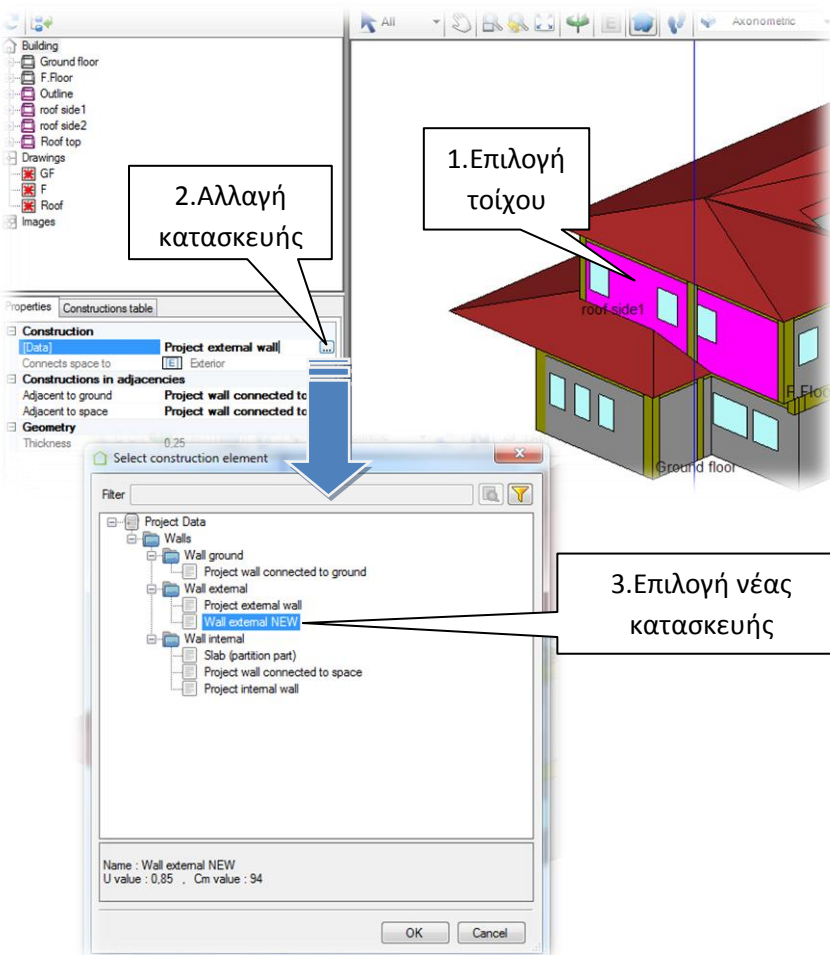 All
Axonometric
Building
Ground floor
F.Floor
Outline
roof side1
roof side2
Roof top
Drawings
GF
F
Roof
Images
1.Επιλογή
τοίχου
2.Αλλαγή
κατασκευής
roof side1
F.Floo
Ground floor
Properties
Constructions table
Construction
[Data] Project external wall ...
Connects space to [E] Exterior
Constructions in adjacencies
Adjacent to ground Project wall connected to
Adjacent to space Project wall connected to
Geometry
Thickness 0,25
Select construction element
Filter
Project Data
Walls
Wall ground
Project wall connected to ground
Wall external
Project external wall
Wall external NEW
Wall internal
Slab (partition part)
Project wall connected to space
Project internal wall
3.Επιλογή νέας
κατασκευής
Name : Wall external NEW
U value : 0,85 , Cm value : 94
OK Cancel